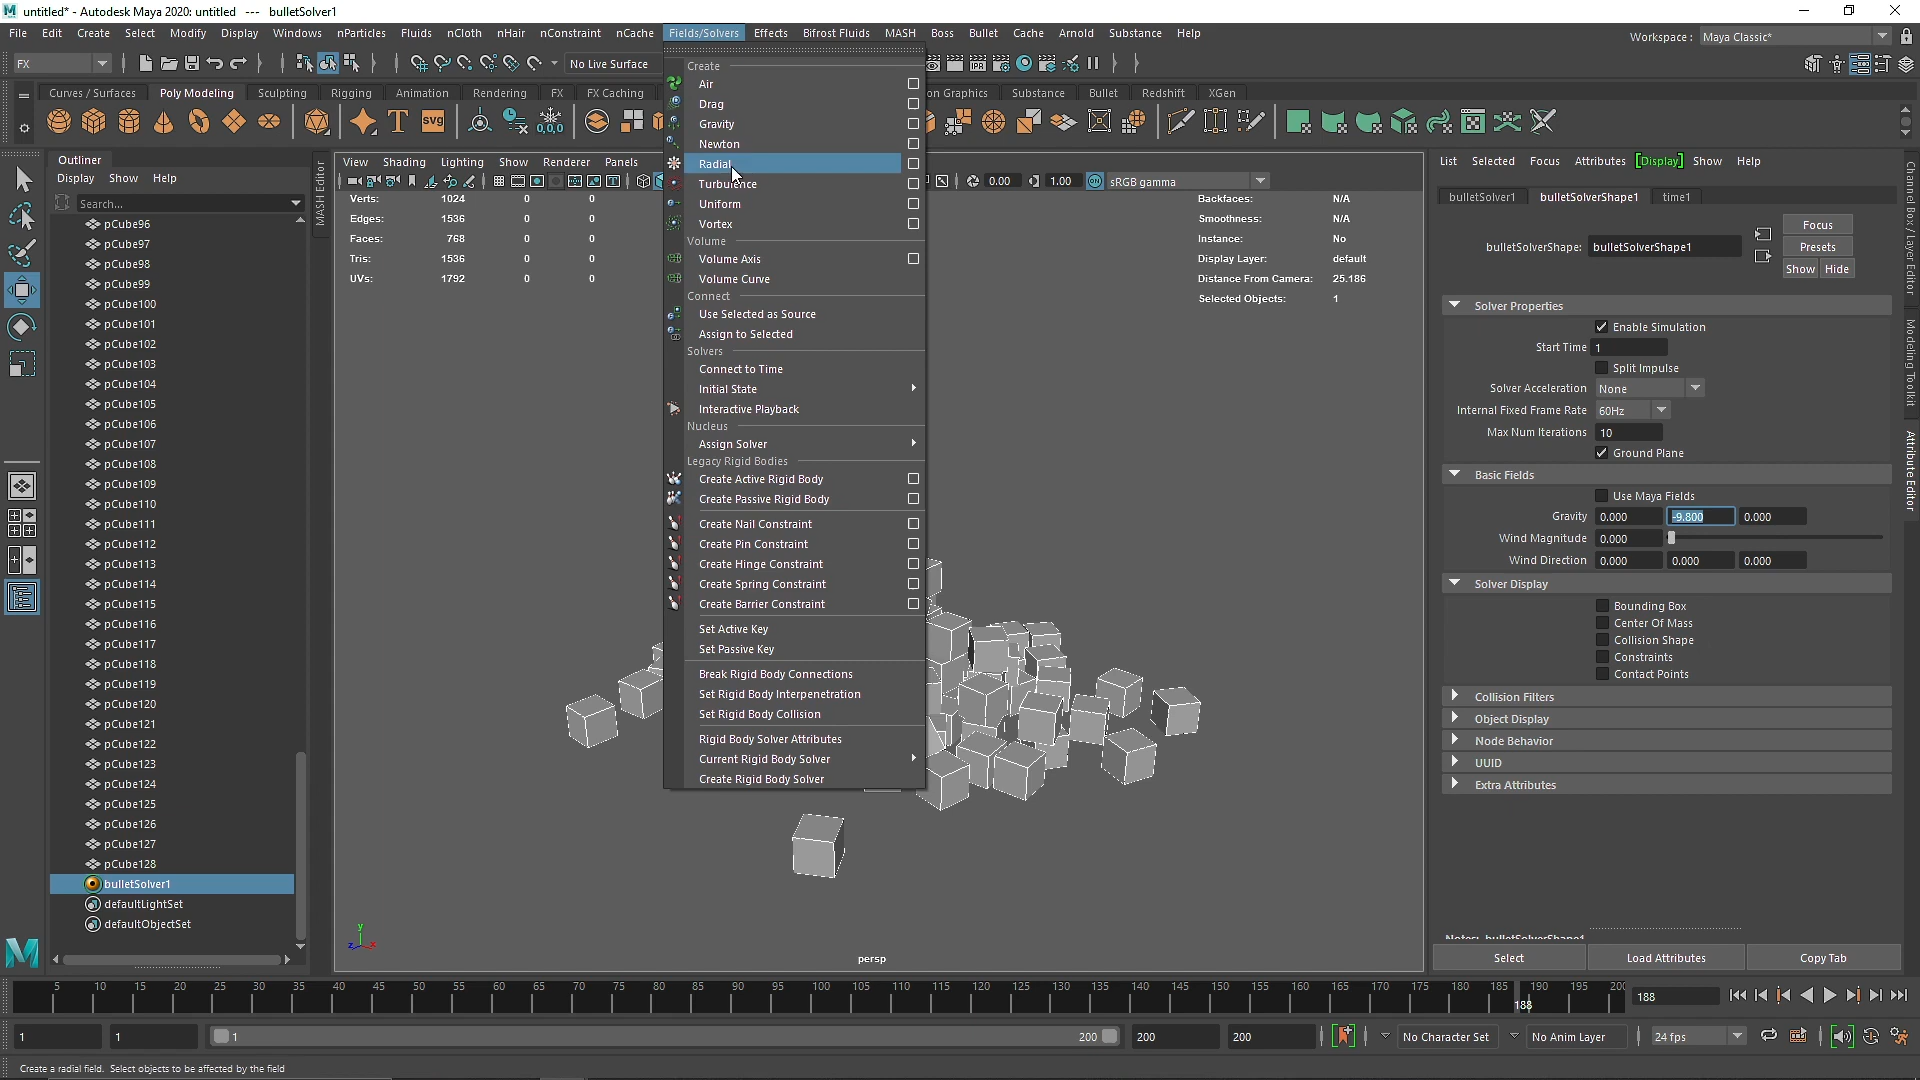 untitled* - Autodesk Maya 2020: untitled --- bulletSolver1
File Edit Create Select Modify Display Windows nParticles Fluids nCloth nHair nConstraint nCache Fields/Solvers Effects Bifrost Fluids MASH Boss Bullet Cache Arnold Substance Help
Workspace : Maya Classic*
FX
No Live Surface
Curves / Surfaces Poly Modeling Sculpting Rigging Animation Rendering FX FX Caching on Graphics Substance Bullet Redshift XGen
SVG
0,0,0
IPR
Outliner
Display Show Help
Search...
pCube96
pCube97
pCube98
pCube99
pCube100
pCube101
pCube102
pCube103
pCube104
pCube105
pCube106
pCube107
pCube108
pCube109
pCube110
pCube111
pCube112
pCube113
pCube114
pCube115
pCube116
pCube117
pCube118
pCube119
pCube120
pCube121
pCube122
pCube123
pCube124
pCube125
pCube126
pCube127
pCube128
bulletSolver1
defaultLightSet
defaultObjectSet
MASH Editor
View Shading Lighting Show Renderer Panels
0.00 1.00 ON sRGB gamma
Verts: 1024 0 0
Edges: 1536 0 0
Faces: 768 0 0
Tris: 1536 0 0
UVs: 1792 0 0
Backfaces: N/A
Smoothness: N/A
Instance: No
Display Layer: default
Distance From Camera: 25.186
Selected Objects: 1
y
z x
persp
Create
Air
Drag
Gravity
Newton
Radial
Turbulence
Uniform
Vortex
Volume
Volume Axis
Volume Curve
Connect
Use Selected as Source
Assign to Selected
Solvers
Connect to Time
Initial State
Interactive Playback
Nucleus
Assign Solver
Legacy Rigid Bodies
Create Active Rigid Body
Create Passive Rigid Body
Create Nail Constraint
Create Pin Constraint
Create Hinge Constraint
Create Spring Constraint
Create Barrier Constraint
Set Active Key
Set Passive Key
Break Rigid Body Connections
Set Rigid Body Interpenetration
Set Rigid Body Collision
Rigid Body Solver Attributes
Current Rigid Body Solver
Create Rigid Body Solver
List Selected Focus Attributes [Display] Show Help
bulletSolver1 bulletSolverShape1 time1
bulletSolverShape: bulletSolverShape1
Focus
Presets
Show Hide
Solver Properties
Enable Simulation
Start Time 1
Split Impulse
Solver Acceleration None
Internal Fixed Frame Rate 60Hz
Max Num Iterations 10
Ground Plane
Basic Fields
Use Maya Fields
Gravity 0.000 -9.800 0.000
Wind Magnitude 0.000
Wind Direction 0.000 0.000 0.000
Solver Display
Bounding Box
Center Of Mass
Collision Shape
Constraints
Contact Points
Collision Filters
Object Display
Node Behavior
UUID
Extra Attributes
Notes: bulletSolverShape1
Select Load Attributes Copy Tab
Channel Box / Layer Editor
Modeling Toolkit
Attribute Editor
5 10 15 20 25 30 35 40 45 50 55 60 65 70 75 80 85 90 95 100 105 110 115 120 125 130 135 140 145 150 155 160 165 170 175 180 185 190 195 200
188
188
1 1 1 200 200 200 No Character Set No Anim Layer 24 fps
Create a radial field. Select objects to be affected by the field